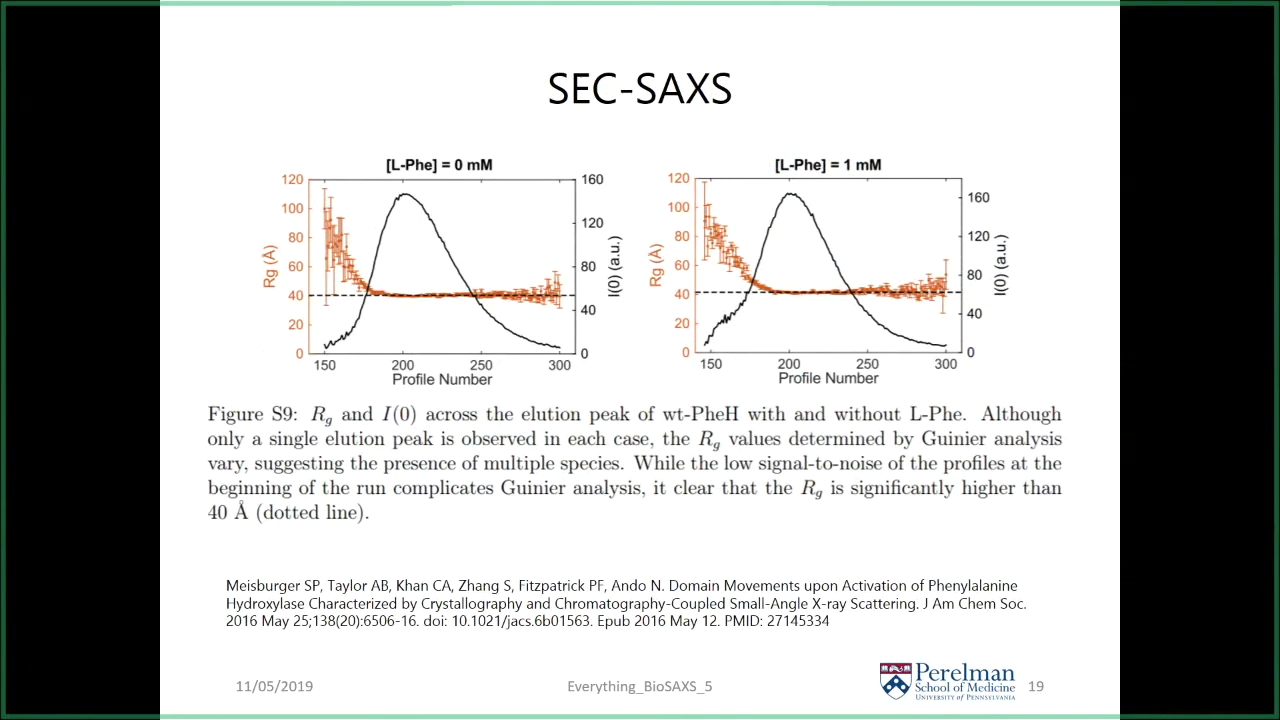 SEC-SAXS
[L-Phe] = 0 mM
120
100
80
60
40
20
0
Rg (Å)
160
120
80
40
0
I(0) (a.u.)
150
200
250
300
Profile Number
[L-Phe] = 1 mM
120
100
80
60
40
20
0
Rg (Å)
160
120
80
40
0
I(0) (a.u.)
150
200
250
300
Profile Number
Figure S9: Rg and I(0) across the elution peak of wt-PheH with and without L-Phe. Although
only a single elution peak is observed in each case, the Rg values determined by Guinier analysis
vary, suggesting the presence of multiple species. While the low signal-to-noise of the profiles at the
beginning of the run complicates Guinier analysis, it clear that the Rg is significantly higher than
40 Å (dotted line).
Meisburger SP, Taylor AB, Khan CA, Zhang S, Fitzpatrick PF, Ando N. Domain Movements upon Activation of Phenylalanine
Hydroxylase Characterized by Crystallography and Chromatography-Coupled Small-Angle X-ray Scattering. J Am Chem Soc.
2016 May 25;138(20):6506-16. doi: 10.1021/jacs.6b01563. Epub 2016 May 12. PMID: 27145334
11/05/2019
Everything_BioSAXS_5
Perelman
School of Medicine
UNIVERSITY of PENNSYLVANIA
19